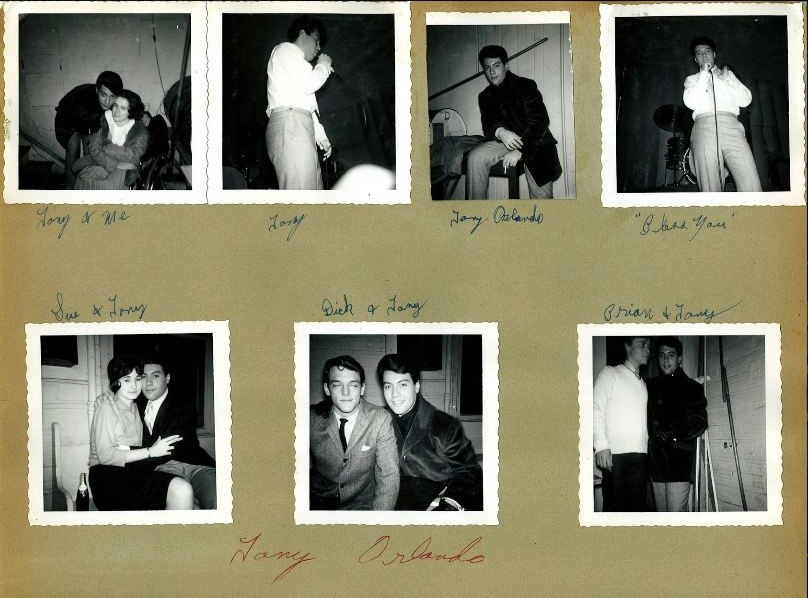 Tony & Me
Tony
Tony Orlando
"Bless You"
Sue & Tony
Dick & Tony
Brian & Tony
Tony Orlando